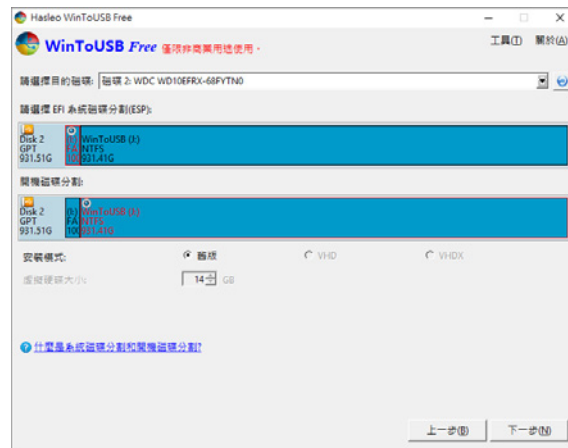 Hasleo WinToUSB Free
WinToUSB Free 僅限非商業用途使用。
工具(T) 關於(A)
請選擇目的磁碟: 磁碟 2: WDC WD10EFRX-68FYTN0
請選擇 EFI 系統磁碟分割(ESP):
Disk 2
GPT
931.51G
WinToUSB (J:)
NTFS
931.41G
開機磁碟分割:
Disk 2
GPT
931.51G
(I:)
FA
100
WinToUSB (J:)
NTFS
931.41G
安裝模式: 舊版 VHD VHDX
虛擬硬碟大小: 14 GB
什麼是系統磁碟分割和開機磁碟分割?
上一步(B) 下一步(N)